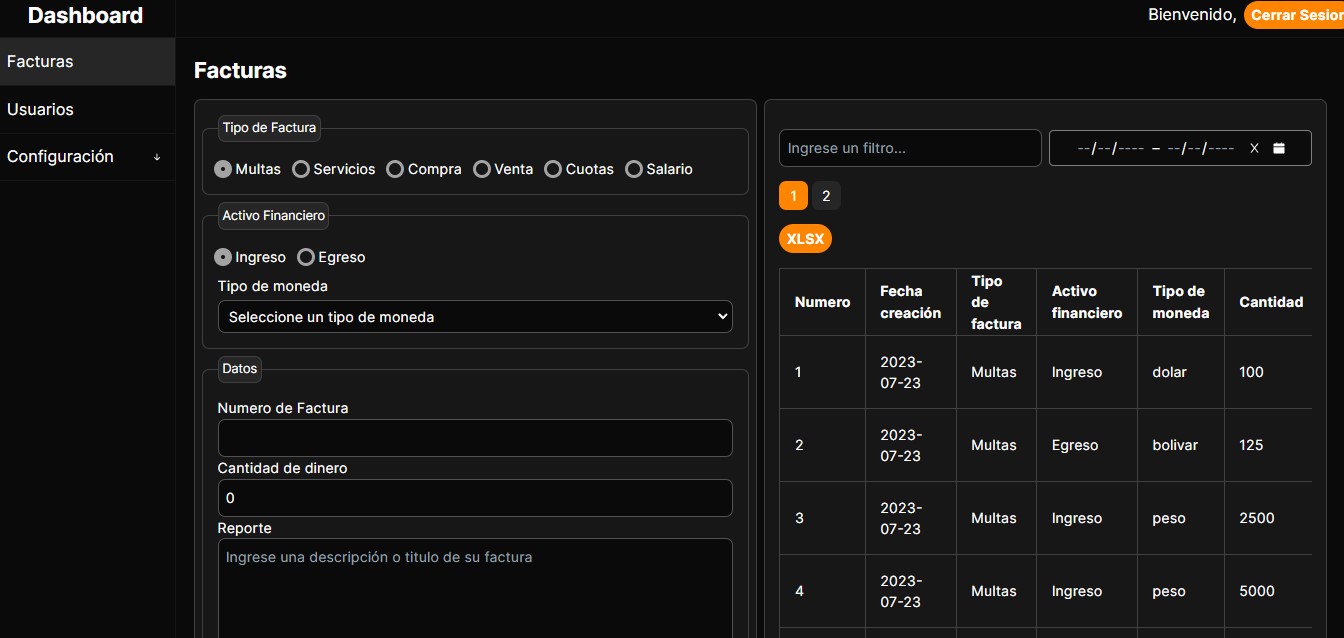 Dashboard
Bienvenido,
Cerrar Sesion
Facturas
Usuarios
Configuración ↓
Facturas
Tipo de Factura
Multas Servicios Compra Venta Cuotas Salario
Activo Financiero
Ingreso Egreso
Tipo de moneda
Seleccione un tipo de moneda
Datos
Numero de Factura
Cantidad de dinero
0
Reporte
Ingrese una descripción o titulo de su factura
Ingrese un filtro...
--/--/---- – --/--/---- X
1 2
XLSX
Numero
Fecha
creación
Tipo
de
factura
Activo
financiero
Tipo de
moneda
Cantidad
1
2023-
07-23
Multas
Ingreso
dolar
100
2
2023-
07-23
Multas
Egreso
bolivar
125
3
2023-
07-23
Multas
Ingreso
peso
2500
4
2023-
07-23
Multas
Ingreso
peso
5000